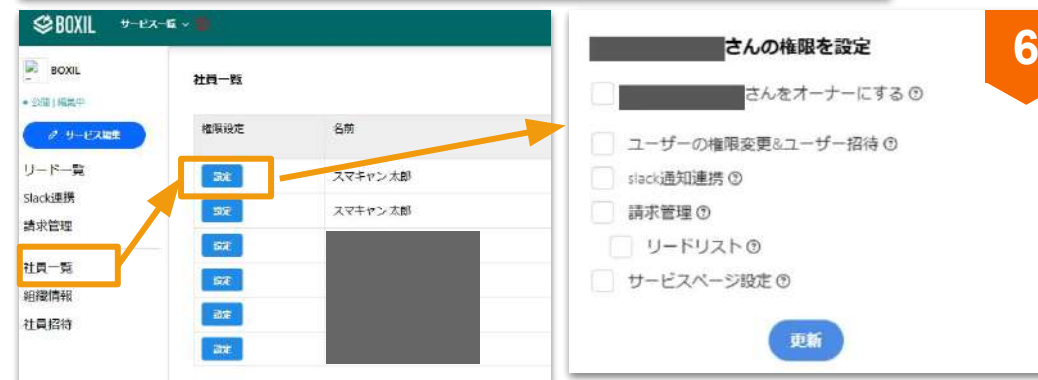 BOXIL サービス一覧
BOXIL
公開 | 編集中
サービス編集
リード一覧
Slack連携
請求管理
社員一覧
組織情報
社員招待
社員一覧
権限設定 名前
設定 スマキャン太郎
設定 スマキャン太郎
設定
設定
設定
設定
さんの権限を設定
さんをオーナーにする
ユーザーの権限変更&ユーザー招待
slack通知連携
請求管理
リードリスト
サービスページ設定
更新
6